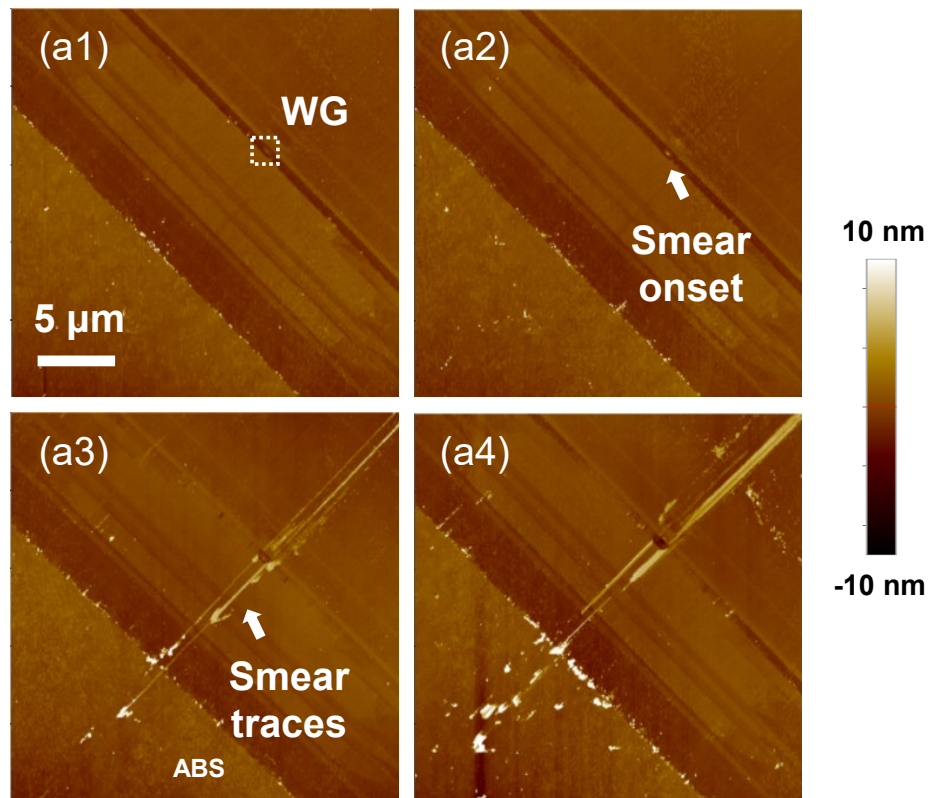 (a1)
WG
5 μm
(a2)
Smear
onset
10 nm
-10 nm
(a3)
Smear
traces
ABS
(a4)